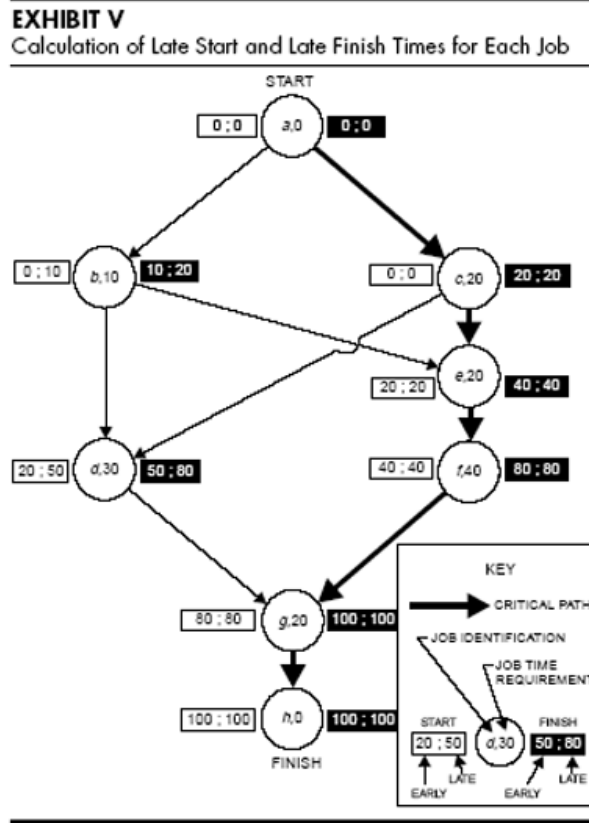 EXHIBIT V
Calculation of Late Start and Late Finish Times for Each Job
START
0 ; 0 a,0 0 ; 0
0 ; 10 b,10 10 ; 20
0 ; 0 c,20 20 ; 20
20 ; 20 e,20 40 ; 40
20 ; 50 d,30 50 ; 80
40 ; 40 f,40 80 ; 80
80 ; 80 g,20 100 ; 100
100 ; 100 h,0 100 ; 100
FINISH
KEY
CRITICAL PATH
JOB IDENTIFICATION
JOB TIME
REQUIREMENT
START
FINISH
20 ; 50 d,30 50 ; 80
LATE
LATE
EARLY
EARLY